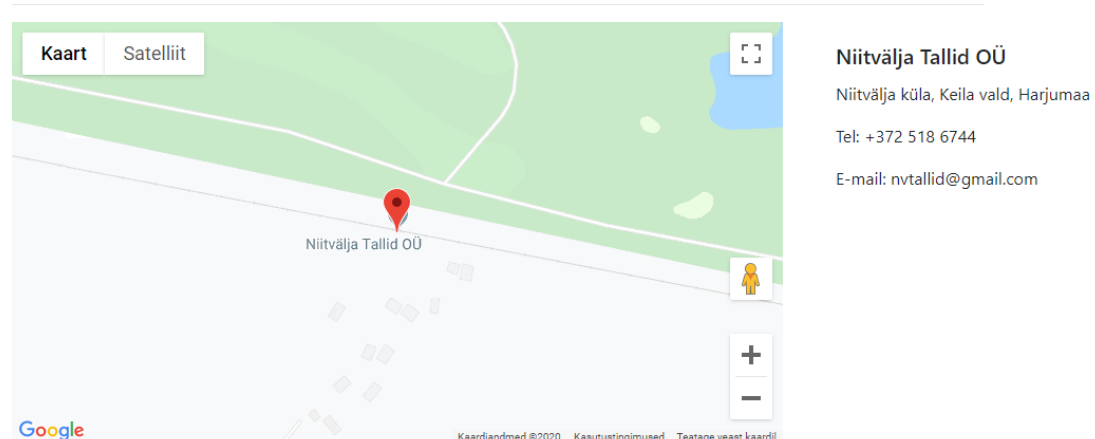 Kaart
Satelliit
Niitvälja Tallid OÜ
Google
Kaardiandmed ©2020 Kasutustingimused Teatage veast kaardil
Niitvälja Tallid OÜ
Niitvälja küla, Keila vald, Harjumaa
Tel: +372 518 6744
E-mail: nvtallid@gmail.com